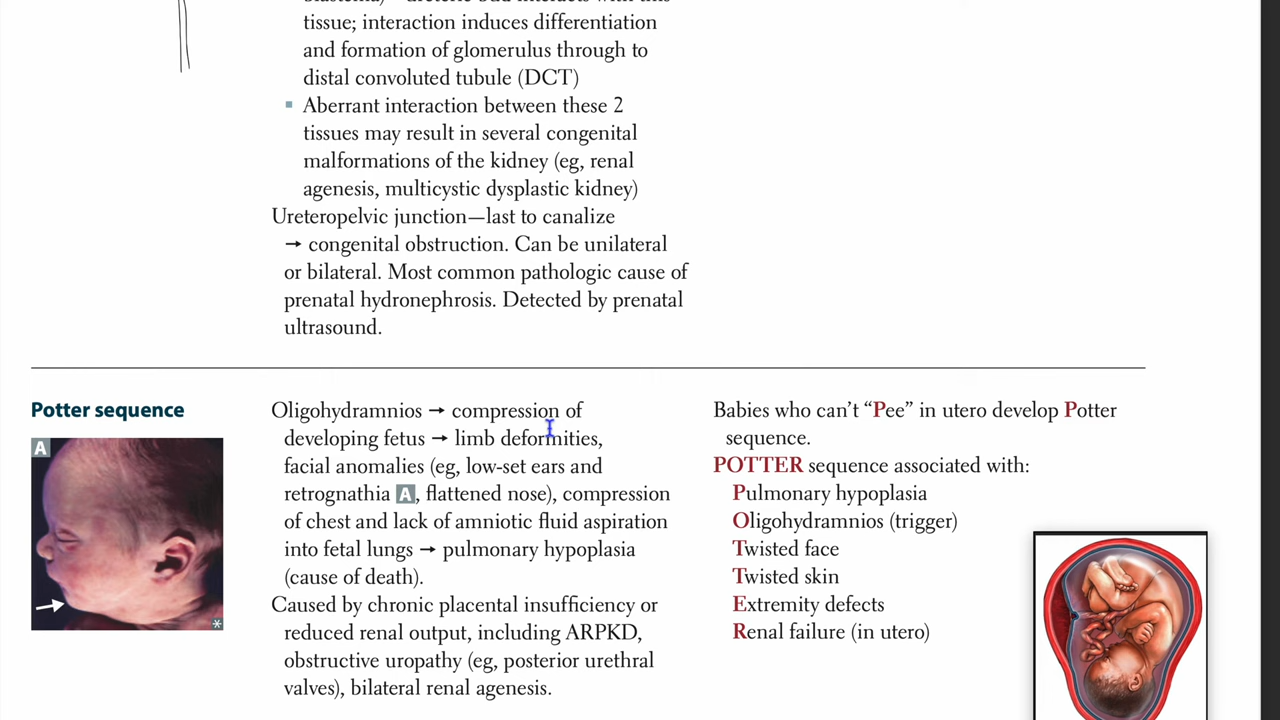 tissue; interaction induces differentiation
and formation of glomerulus through to
distal convoluted tubule (DCT)
▪ Aberrant interaction between these 2
tissues may result in several congenital
malformations of the kidney (eg, renal
agenesis, multicystic dysplastic kidney)
Ureteropelvic junction—last to canalize
→ congenital obstruction. Can be unilateral
or bilateral. Most common pathologic cause of
prenatal hydronephrosis. Detected by prenatal
ultrasound.
Potter sequence
A
Oligohydramnios → compression of
developing fetus → limb deformities,
facial anomalies (eg, low-set ears and
retrognathia A, flattened nose), compression
of chest and lack of amniotic fluid aspiration
into fetal lungs → pulmonary hypoplasia
(cause of death).
Caused by chronic placental insufficiency or
reduced renal output, including ARPKD,
obstructive uropathy (eg, posterior urethral
valves), bilateral renal agenesis.
Babies who can't “Pee” in utero develop Potter
sequence.
POTTER sequence associated with:
Pulmonary hypoplasia
Oligohydramnios (trigger)
Twisted face
Twisted skin
Extremity defects
Renal failure (in utero)